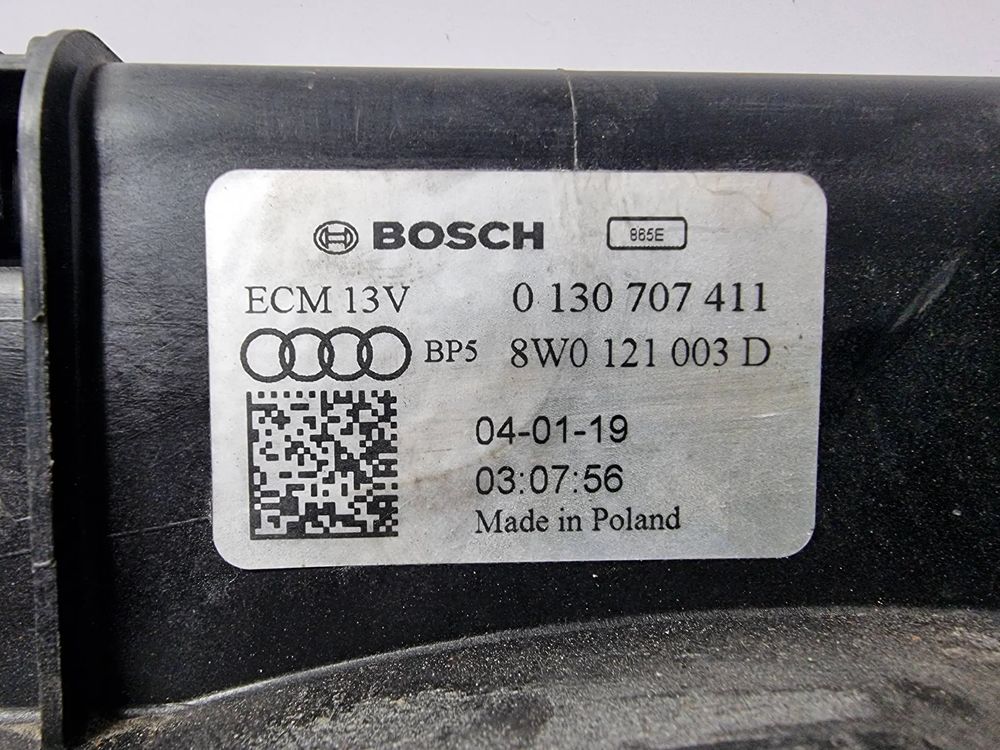 BOSCH 865E
ECM 13V 0 130 707 411
BP5 8W0 121 003 D
04-01-19
03:07:56
Made in Poland